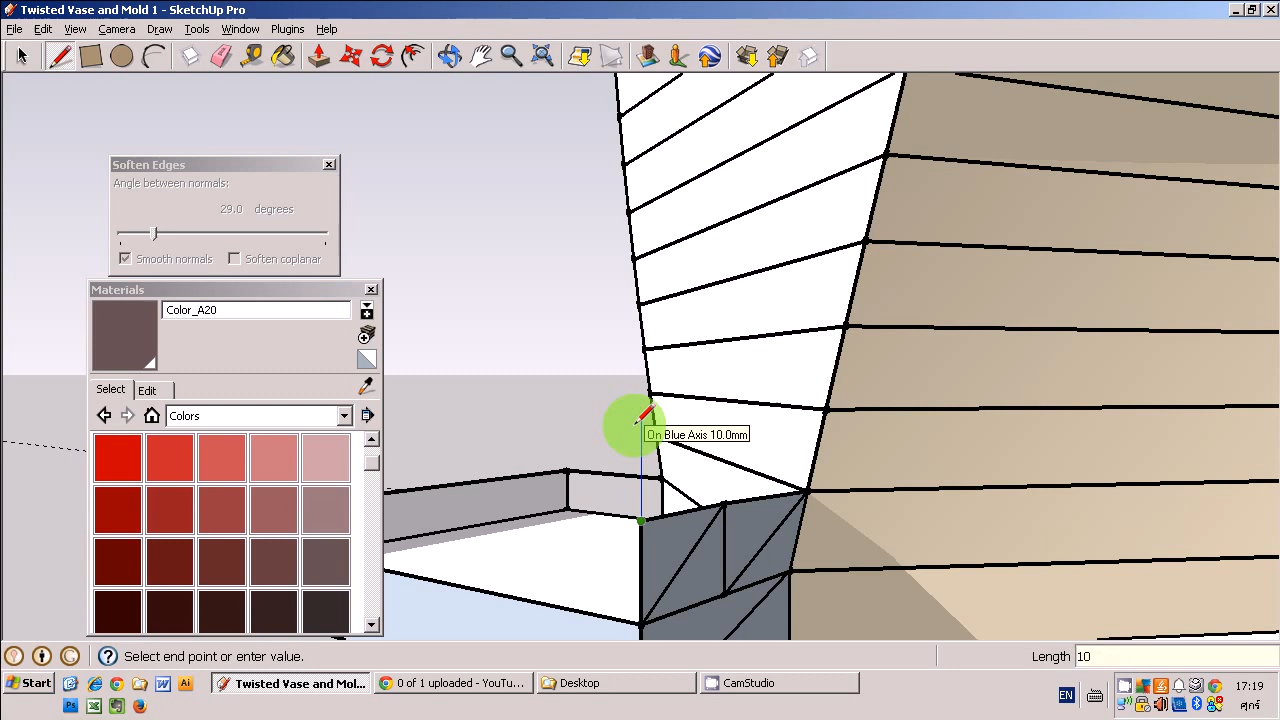 Twisted Vase and Mold 1 - SketchUp Pro
File Edit View Camera Draw Tools Window Plugins Help
Soften Edges
Angle between normals:
29.0 degrees
Smooth normals Soften coplanar
Materials
Color_A20
Select Edit
Colors
On Blue Axis 10.0mm
Select end point or enter value.
Length 10
Start Twisted Vase and Mol... 0 of 1 uploaded - YouTu... Desktop CamStudio EN 17:19
ศุกร์